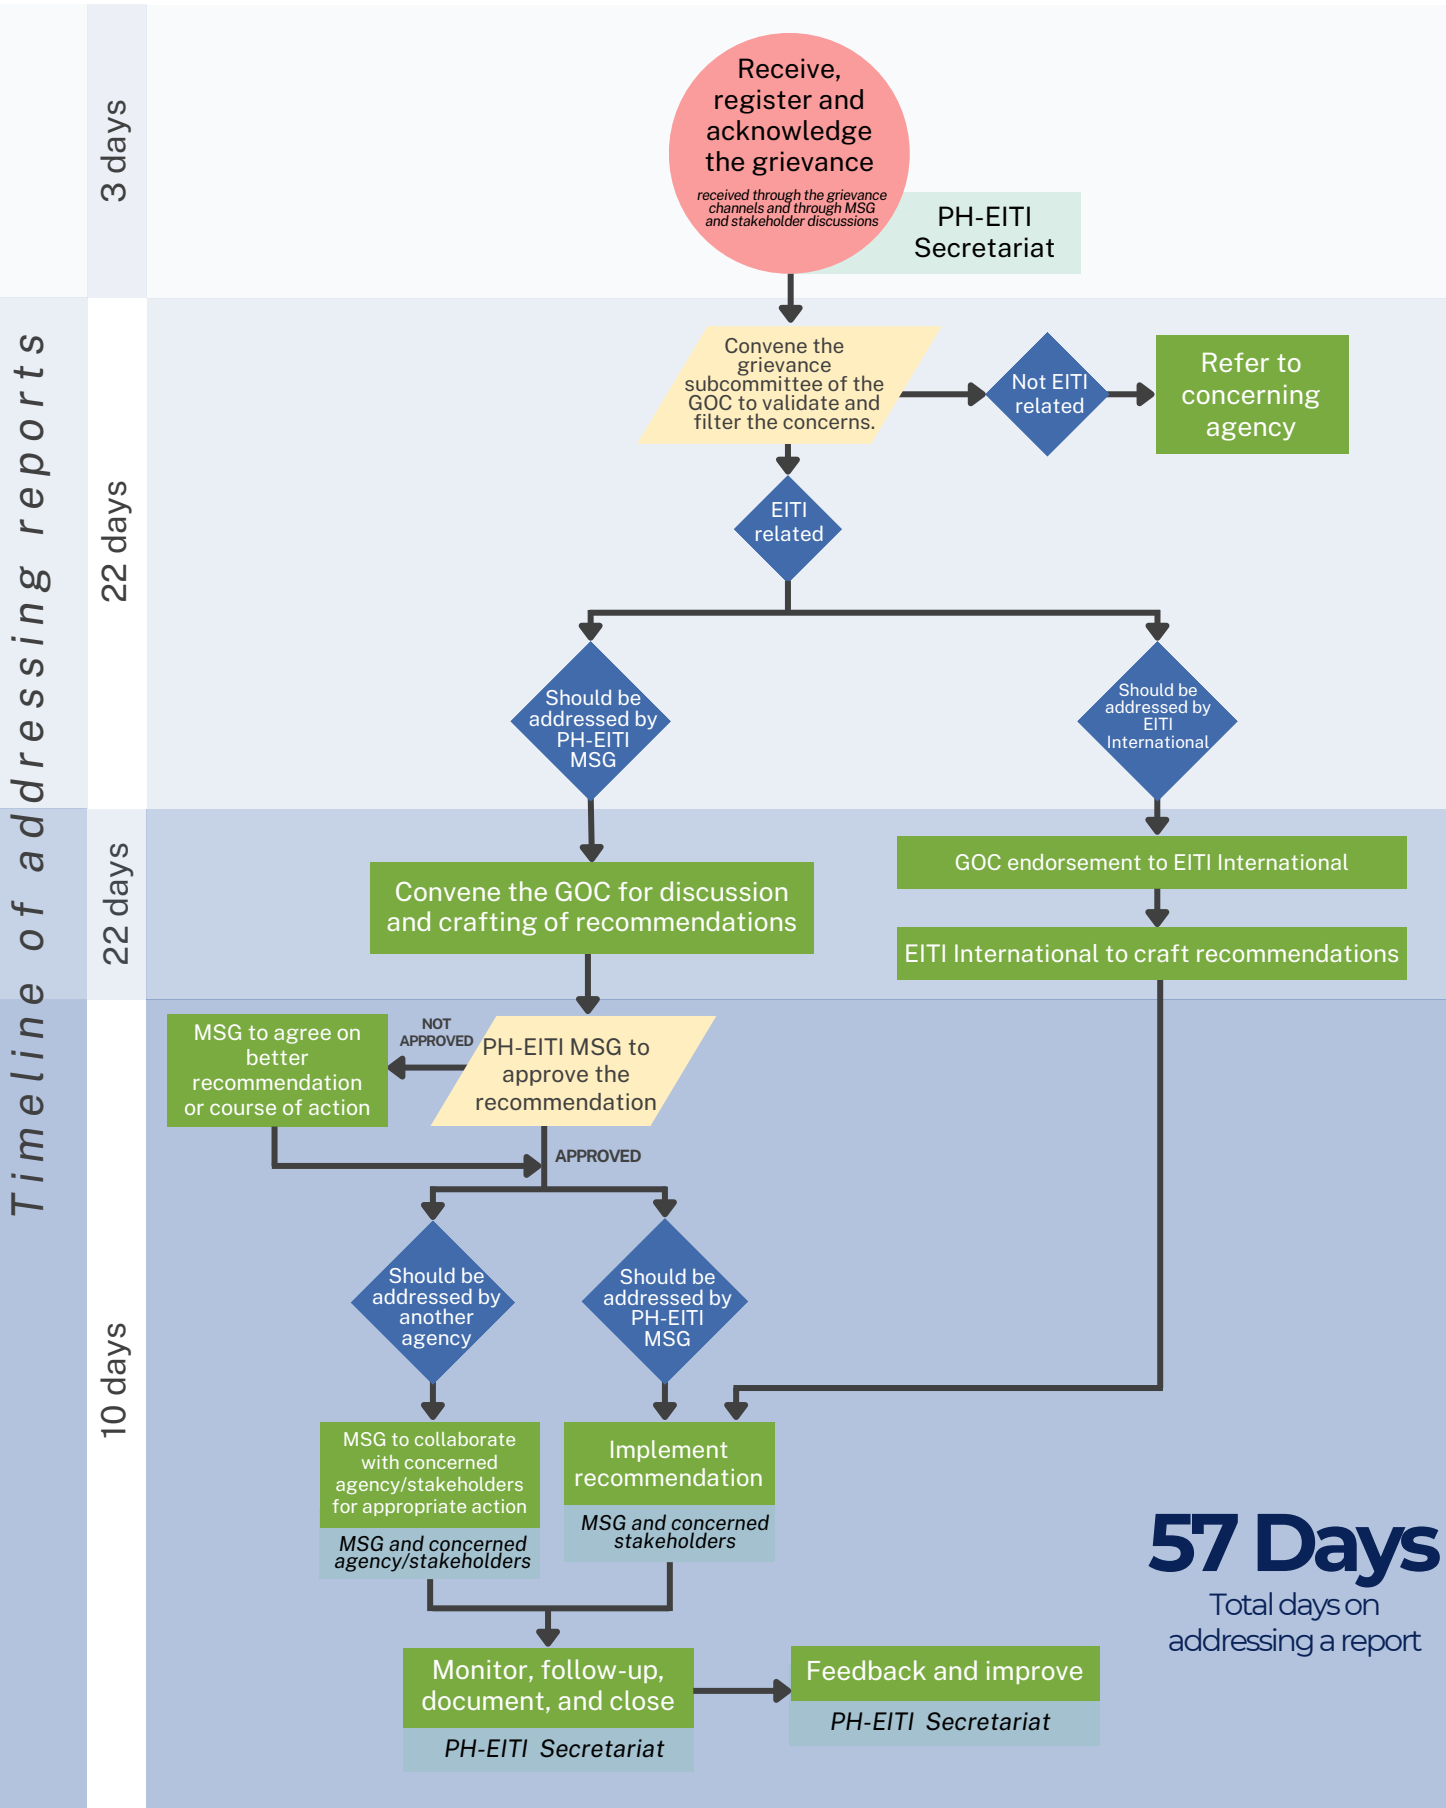 Timeline of addressing reports
3 days
Receive,
register and
acknowledge
the grievance
received through the grievance
channels and through MSG
and stakeholder discussions
PH-EITI
Secretariat
22 days
Convene the
grievance
subcommittee of the
GOC to validate and
filter the concerns.
Not EITI
related
Refer to
concerning
agency
EITI
related
Should be
addressed by
PH-EITI
MSG
Should be
addressed by
EITI
International
22 days
Convene the GOC for discussion
and crafting of recommendations
GOC endorsement to EITI International
EITI International to craft recommendations
10 days
MSG to agree on
better
recommendation
or course of action
NOT
APPROVED
PH-EITI MSG to
approve the
recommendation
APPROVED
Should be
addressed by
another
agency
Should be
addressed by
PH-EITI
MSG
MSG to collaborate
with concerned
agency/stakeholders
for appropriate action
MSG and concerned
agency/stakeholders
Implement
recommendation
MSG and concerned
stakeholders
Monitor, follow-up,
document, and close
PH-EITI Secretariat
Feedback and improve
PH-EITI Secretariat
57 Days
Total days on
addressing a report